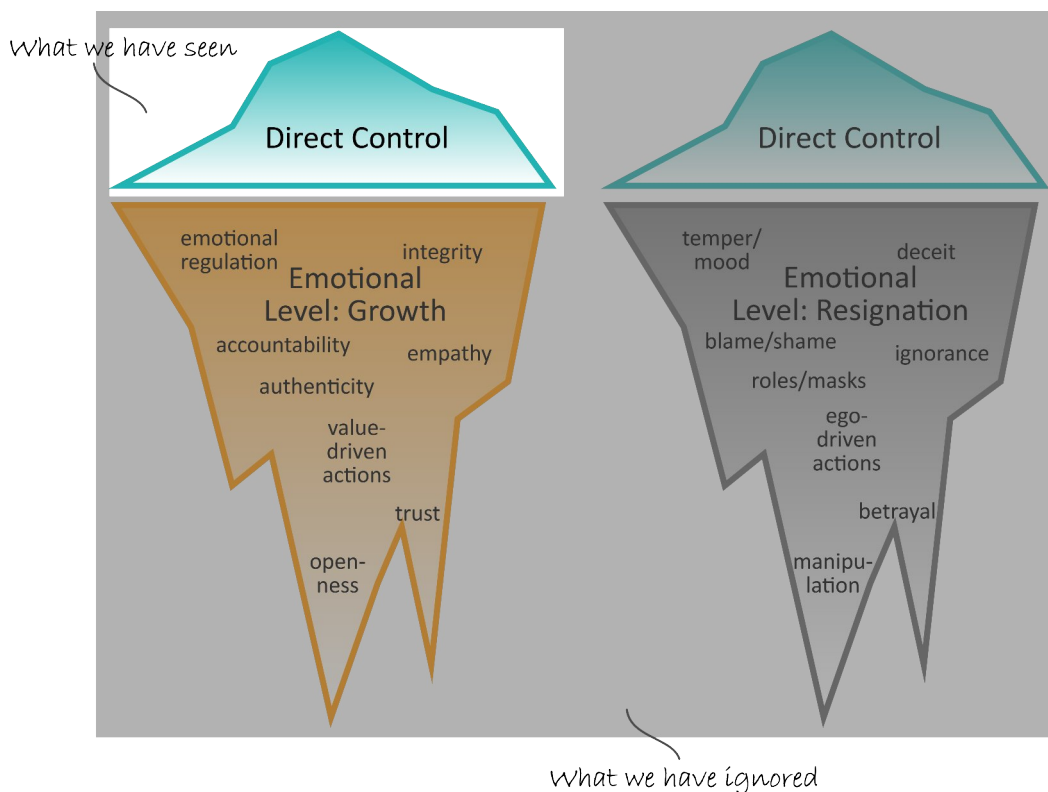 What we have seen
Direct Control
Direct Control
emotional
regulation
integrity
Emotional
Level: Growth
accountability
empathy
authenticity
value-
driven
actions
trust
open-
ness
temper/
mood
deceit
Emotional
Level: Resignation
blame/shame
ignorance
roles/masks
ego-
driven
actions
betrayal
manipu-
lation
What we have ignored